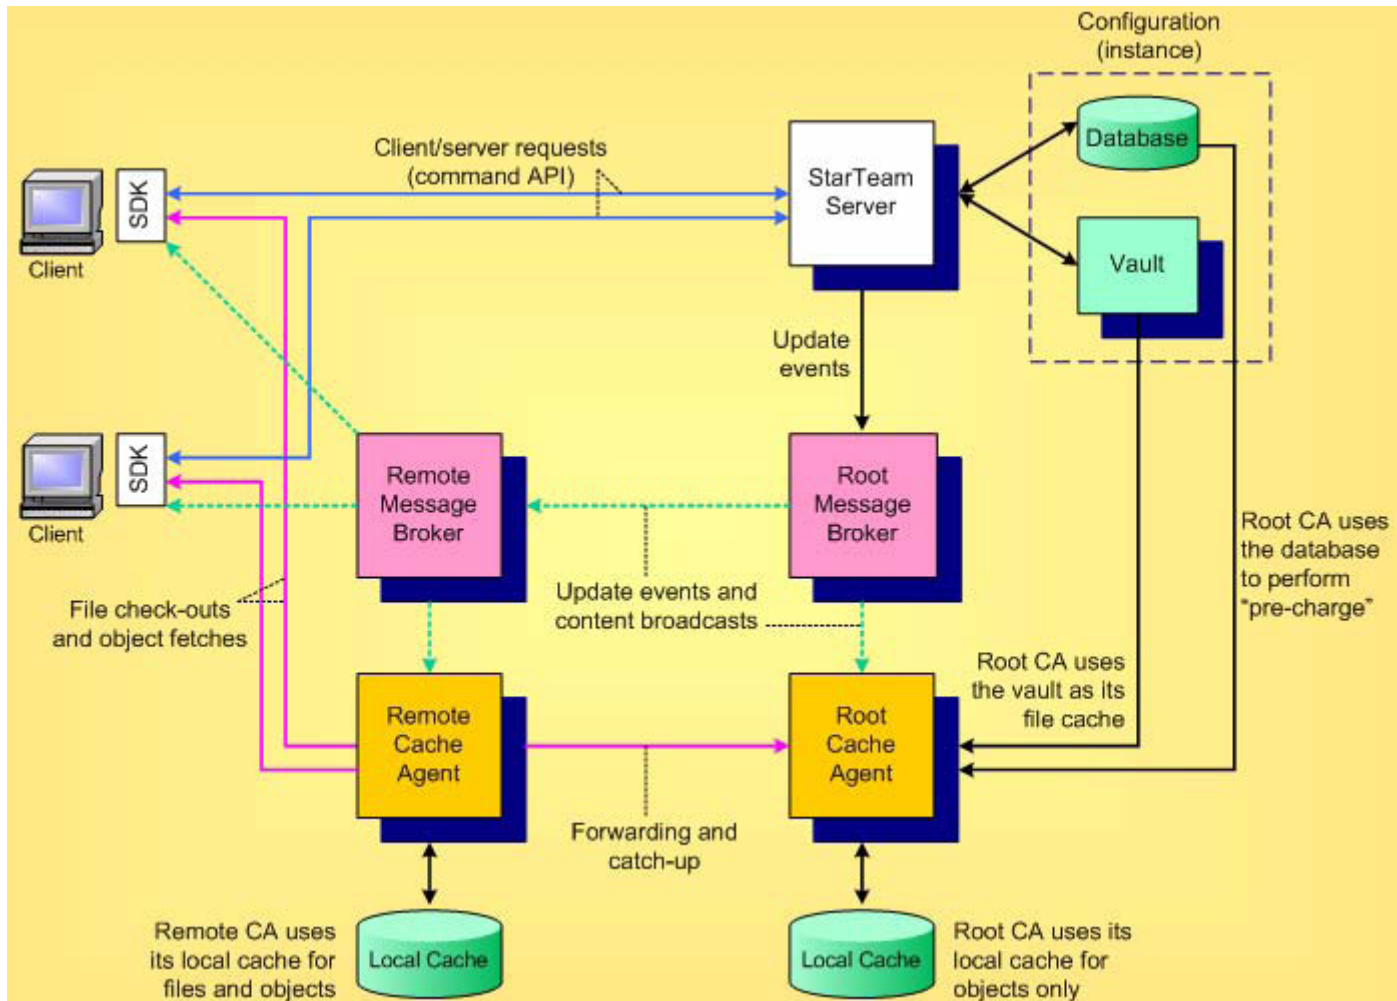 Configuration
(instance)
Database
Client/server requests
(command API)
StarTeam
Server
SDK
Vault
Client
Update
events
SDK
Remote
Message
Broker
Root
Message
Broker
Client
Root CA uses
the database
to perform
“pre-charge”
File check-outs
and object fetches
Update events and
content broadcasts
Root CA uses
the vault as its
file cache
Remote
Cache
Agent
Root
Cache
Agent
Forwarding and
catch-up
Remote CA uses
its local cache for
files and objects
Local Cache
Local Cache
Root CA uses its
local cache for
objects only